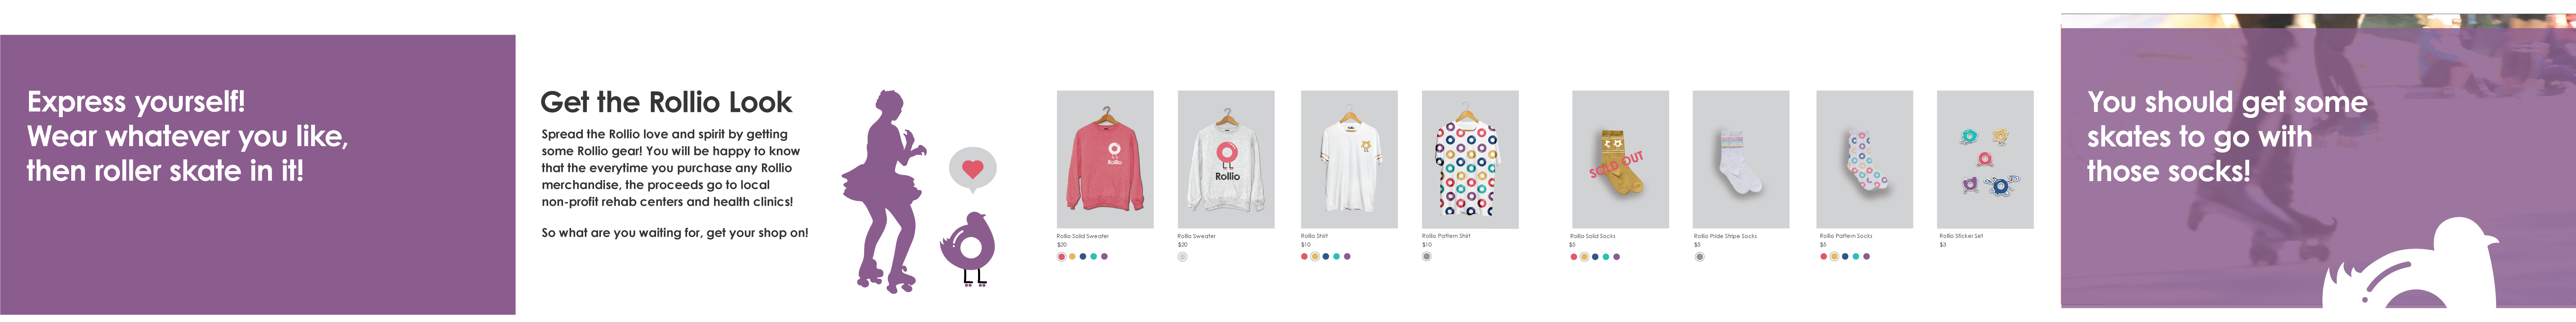 Express yourself!
Wear whatever you like,
then roller skate in it!
Get the Rollio Look
Spread the Rollio love and spirit by getting
some Rollio gear! You will be happy to know
that the everytime you purchase any Rollio
merchandise, the proceeds go to local
non-profit rehab centers and health clinics!
So what are you waiting for, get your shop on!
Rollio
Rollio Solid Sweater
$20
Rollio
Rollio Sweater
$20
Rollio Shirt
$10
Rollio Pattern Shirt
$10
SOLD OUT
Rollio Solid Socks
$5
Rollio Pride Stripe Socks
$5
Rollio Pattern Socks
$5
Rollio Sticker Set
$3
You should get some
skates to go with
those socks!